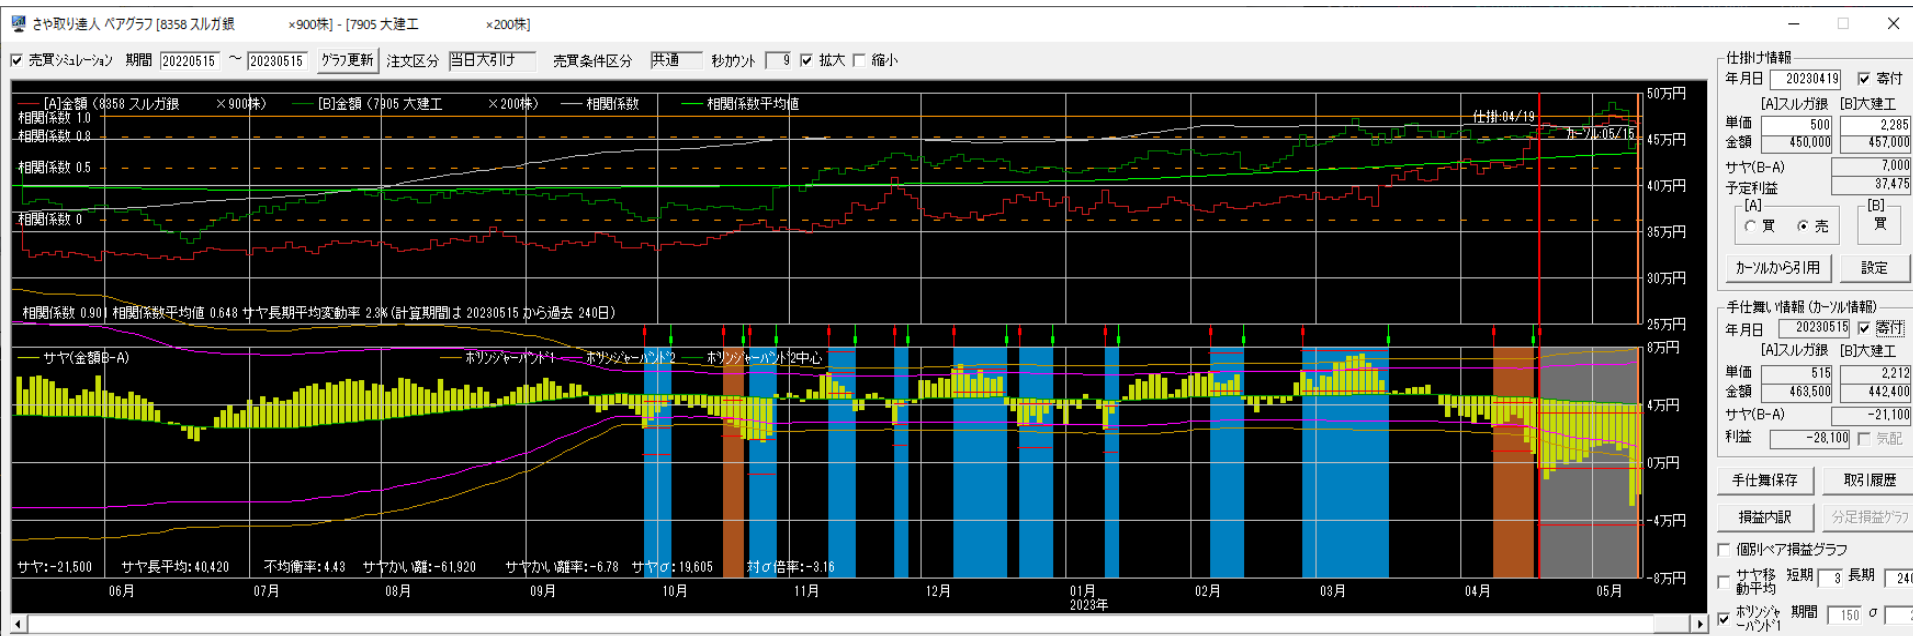 さや取り達人 ペアグラフ [8358 スルガ銀 ×900株] - [7905 大建工 ×200株]
売買シミュレーション 期間 20220515 ～ 20230515 グラフ更新 注文区分 当日大引け 売買条件区分 共通 秒カウント 9 拡大 縮小
[A]金額 (8358 スルガ銀 ×900株) [B]金額 (7905 大建工 ×200株) 相関係数 相関係数平均値
相関係数 1.0
相関係数 0.8
相関係数 0.5
相関係数 0
仕掛:04/19
カーソル:05/15
50万円
45万円
40万円
35万円
30万円
25万円
相関係数 0.901 相関係数平均値 0.648 サヤ長期平均変動率 2.3% (計算期間は 20230515 から過去 240日)
サヤ(金額B-A) ボリンジャーバンド1 ボリンジャーバンド2 ボリンジャーバンド2中心
8万円
4万円
0万円
-4万円
-8万円
サヤ:-21,500 サヤ長平均:40,420 不均衡率:4.43 サヤかい離:-61,920 サヤかい離率:-6.78 サヤσ:19,605 対σ倍率:-3.16
06月 07月 08月 09月 10月 11月 12月 01月 02月 03月 04月 05月
2023年
仕掛け情報
年月日 20230419 寄付
[A]スルガ銀 [B]大建工
単価 500 2,285
金額 450,000 457,000
サヤ(B-A) 7,000
予定利益 37,475
[A] [B]
買 売 買
カーソルから引用 設定
手仕舞い情報 (カーソル情報)
年月日 20230515 寄付
[A]スルガ銀 [B]大建工
単価 515 2,212
金額 463,500 442,400
サヤ(B-A) -21,100
利益 -28,100 気配
手仕舞保存 取引履歴
損益内訳 分足損益グラフ
個別ペア損益グラフ
サヤ移動平均 短期 3 長期 240
ボリンジャーバンド1 期間 150 σ 2